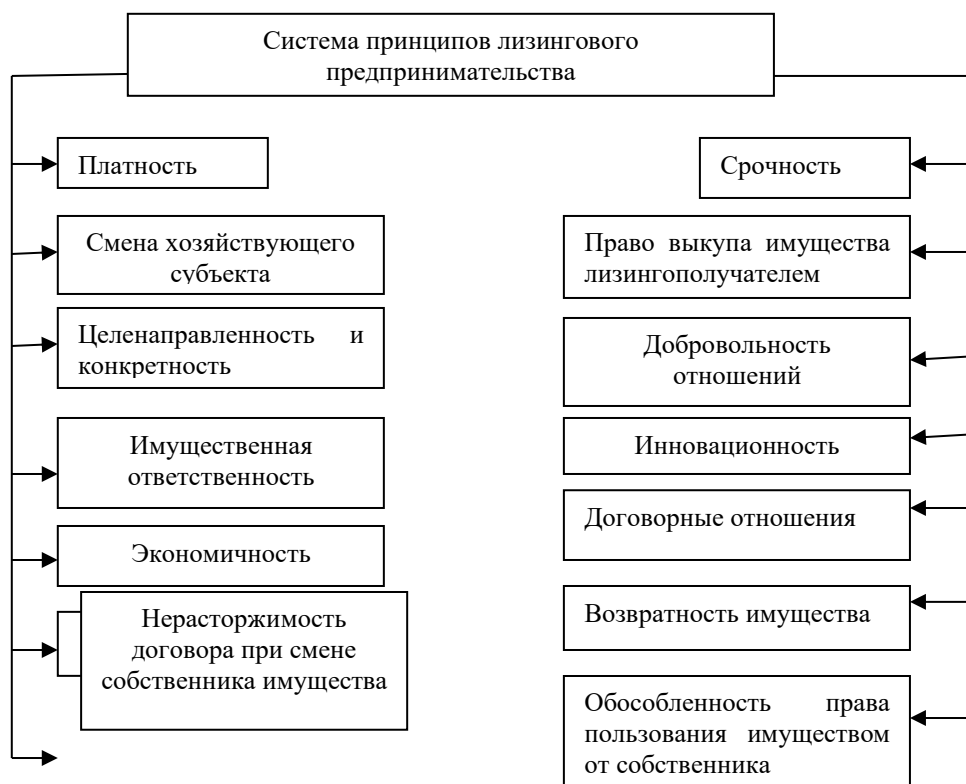 Система принципов лизингового
предпринимательства
Платность
Срочность
Смена хозяйствующего
субъекта
Право выкупа имущества
лизингополучателем
Целенаправленность и
конкретность
Добровольность
отношений
Имущественная
ответственность
Инновационность
Договорные отношения
Экономичность
Нерасторжимость
договора при смене
собственника имущества
Возвратность имущества
Обособленность права
пользования имуществом
от собственника